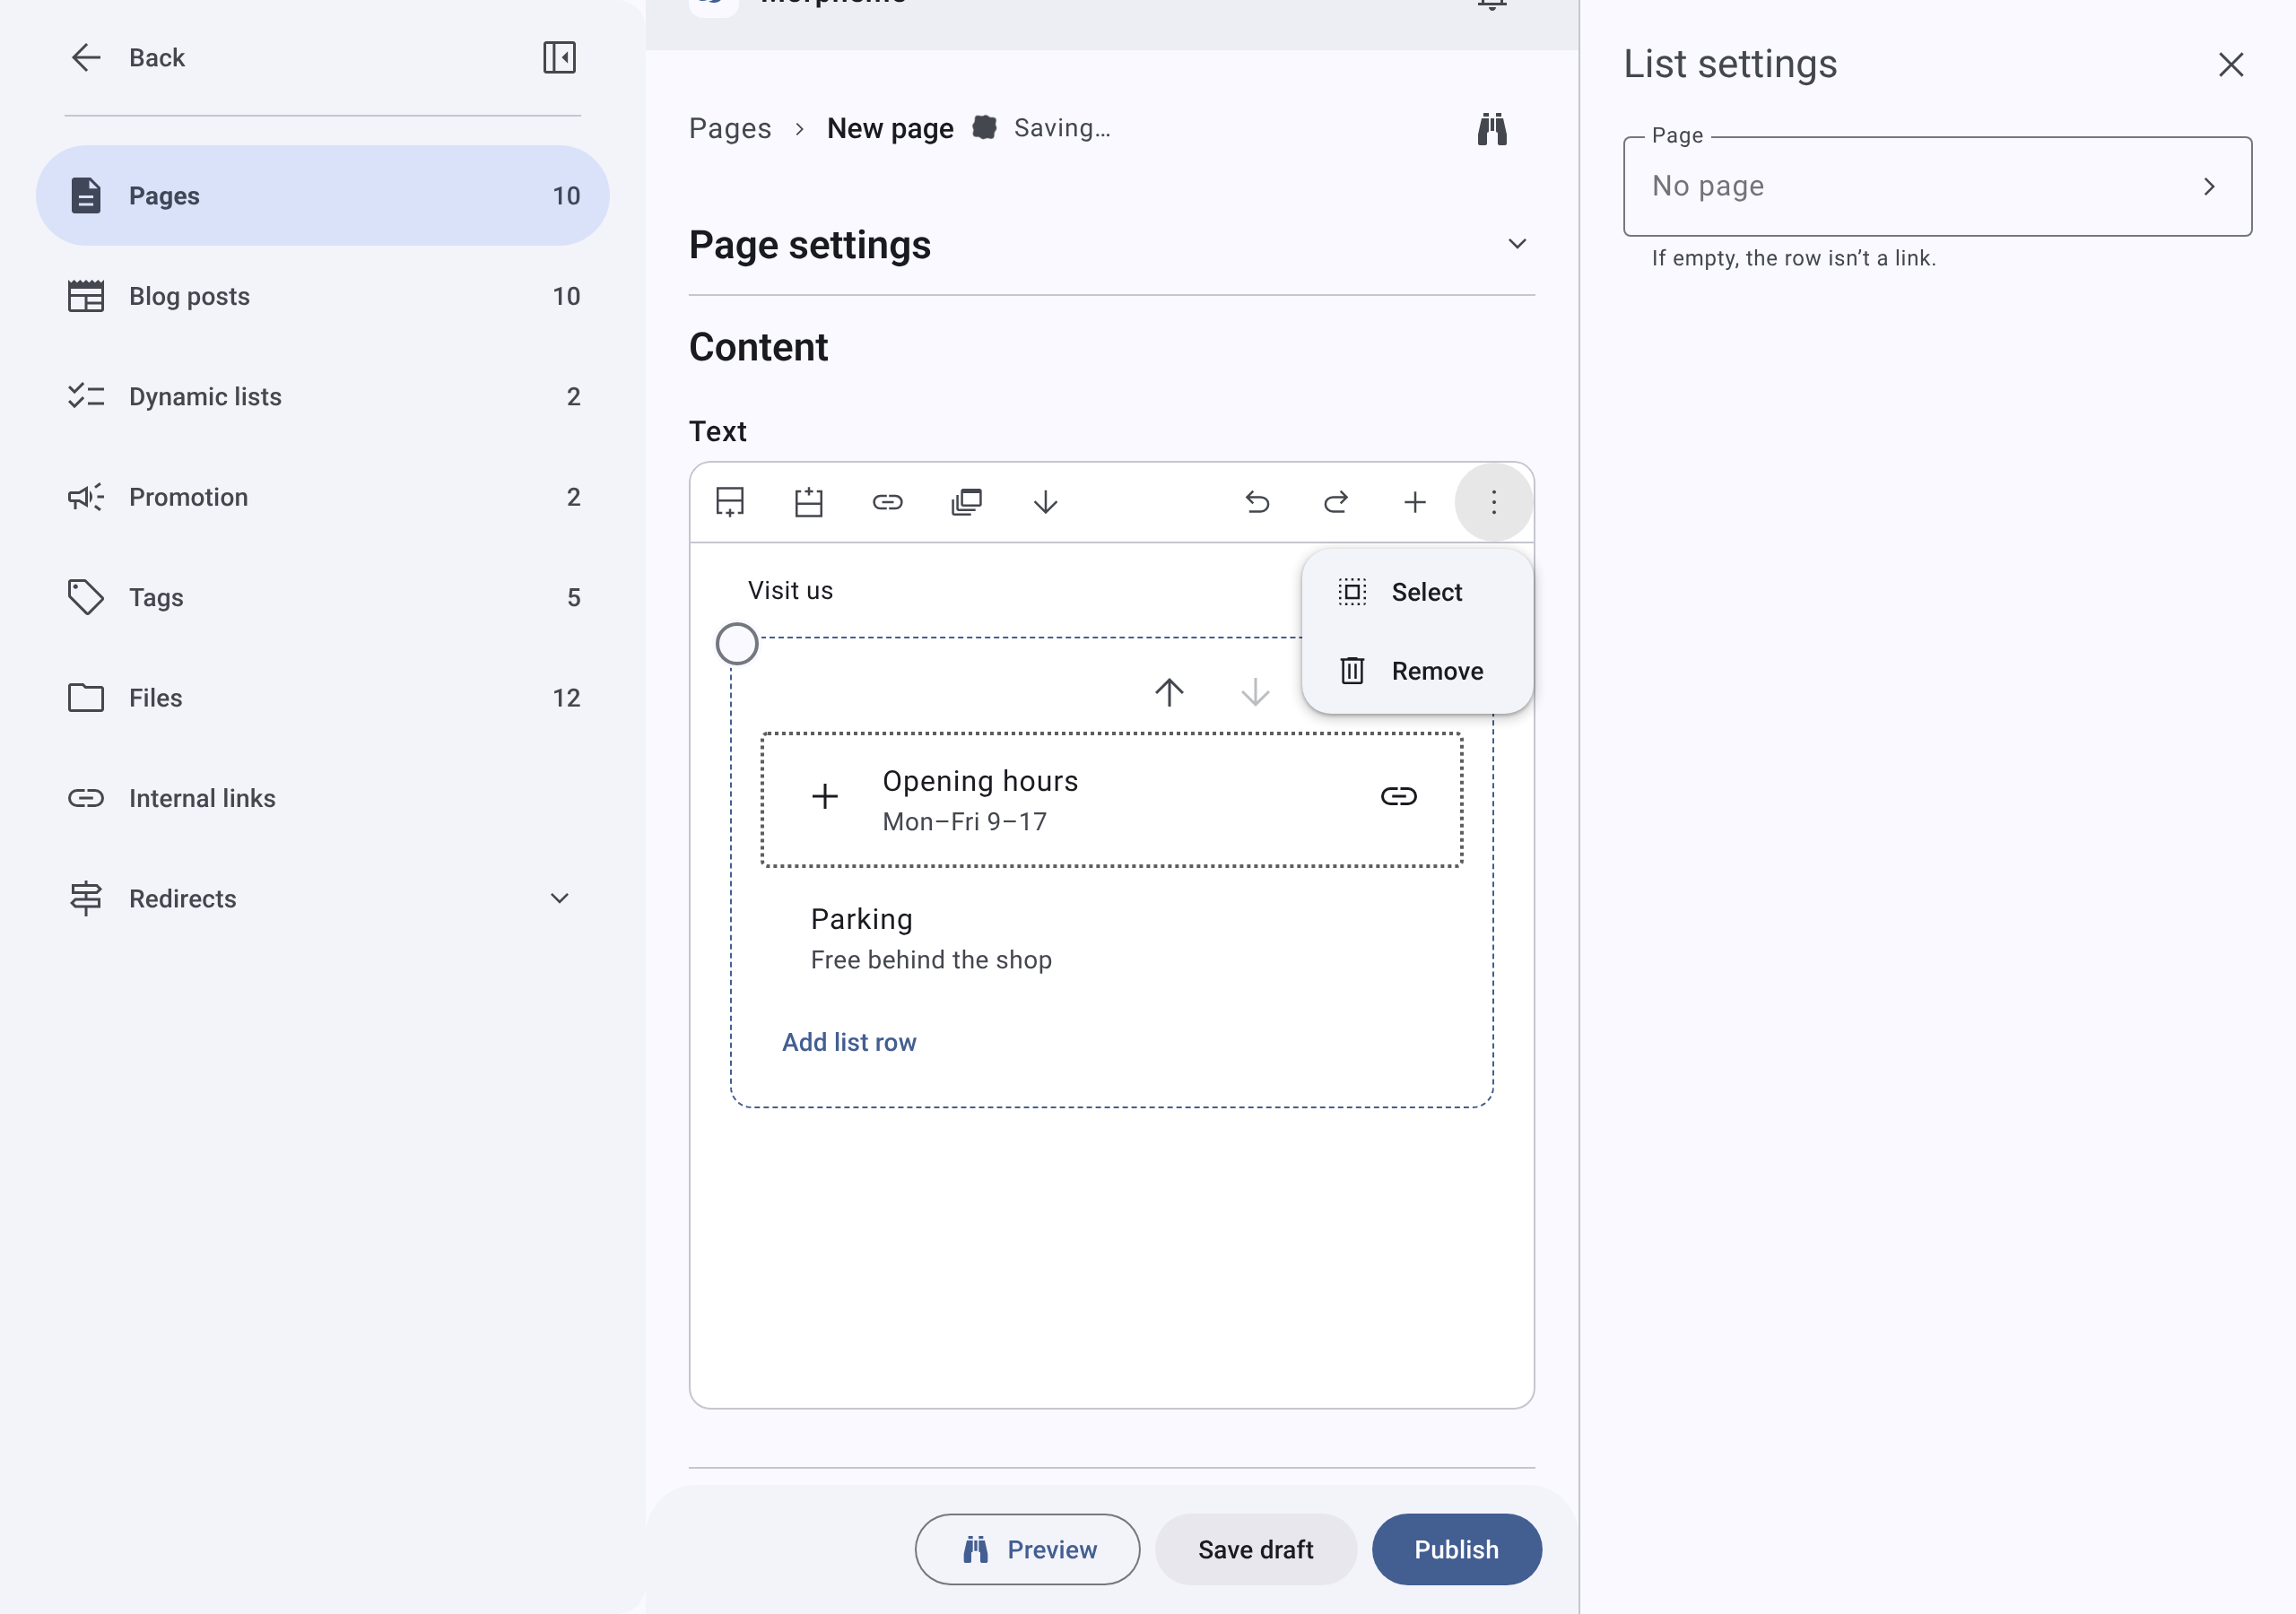 Back
Pages 10
Blog posts 10
Dynamic lists 2
Promotion 2
Tags 5
Files 12
Internal links
Redirects
Pages › New page Saving...
Page settings
Content
Text
Visit us
Select
Remove
Opening hours
Mon–Fri 9–17
Parking
Free behind the shop
Add list row
Preview
Save draft
Publish
List settings
Page
No page
If empty, the row isn’t a link.